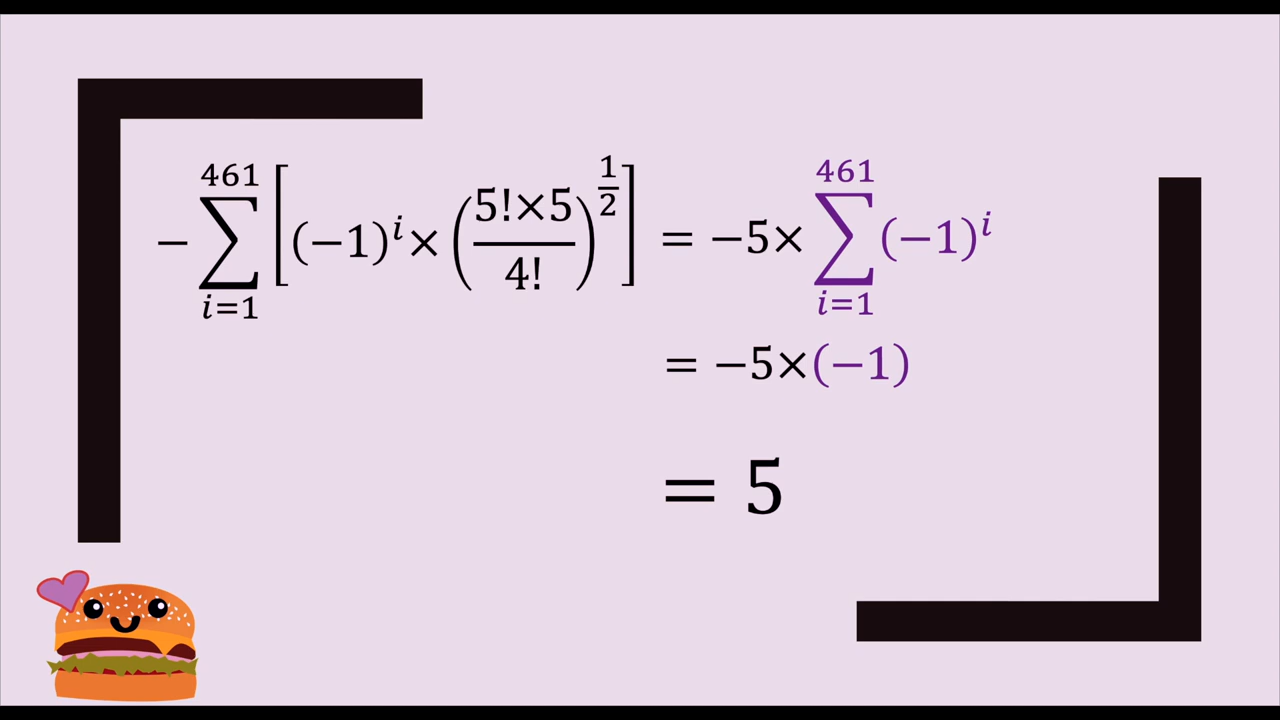 − ∑_{i=1}^{461} [(−1)^i × (5!×5 / 4!)^{1/2}] = −5× ∑_{i=1}^{461} (−1)^i
= −5×(−1)
= 5